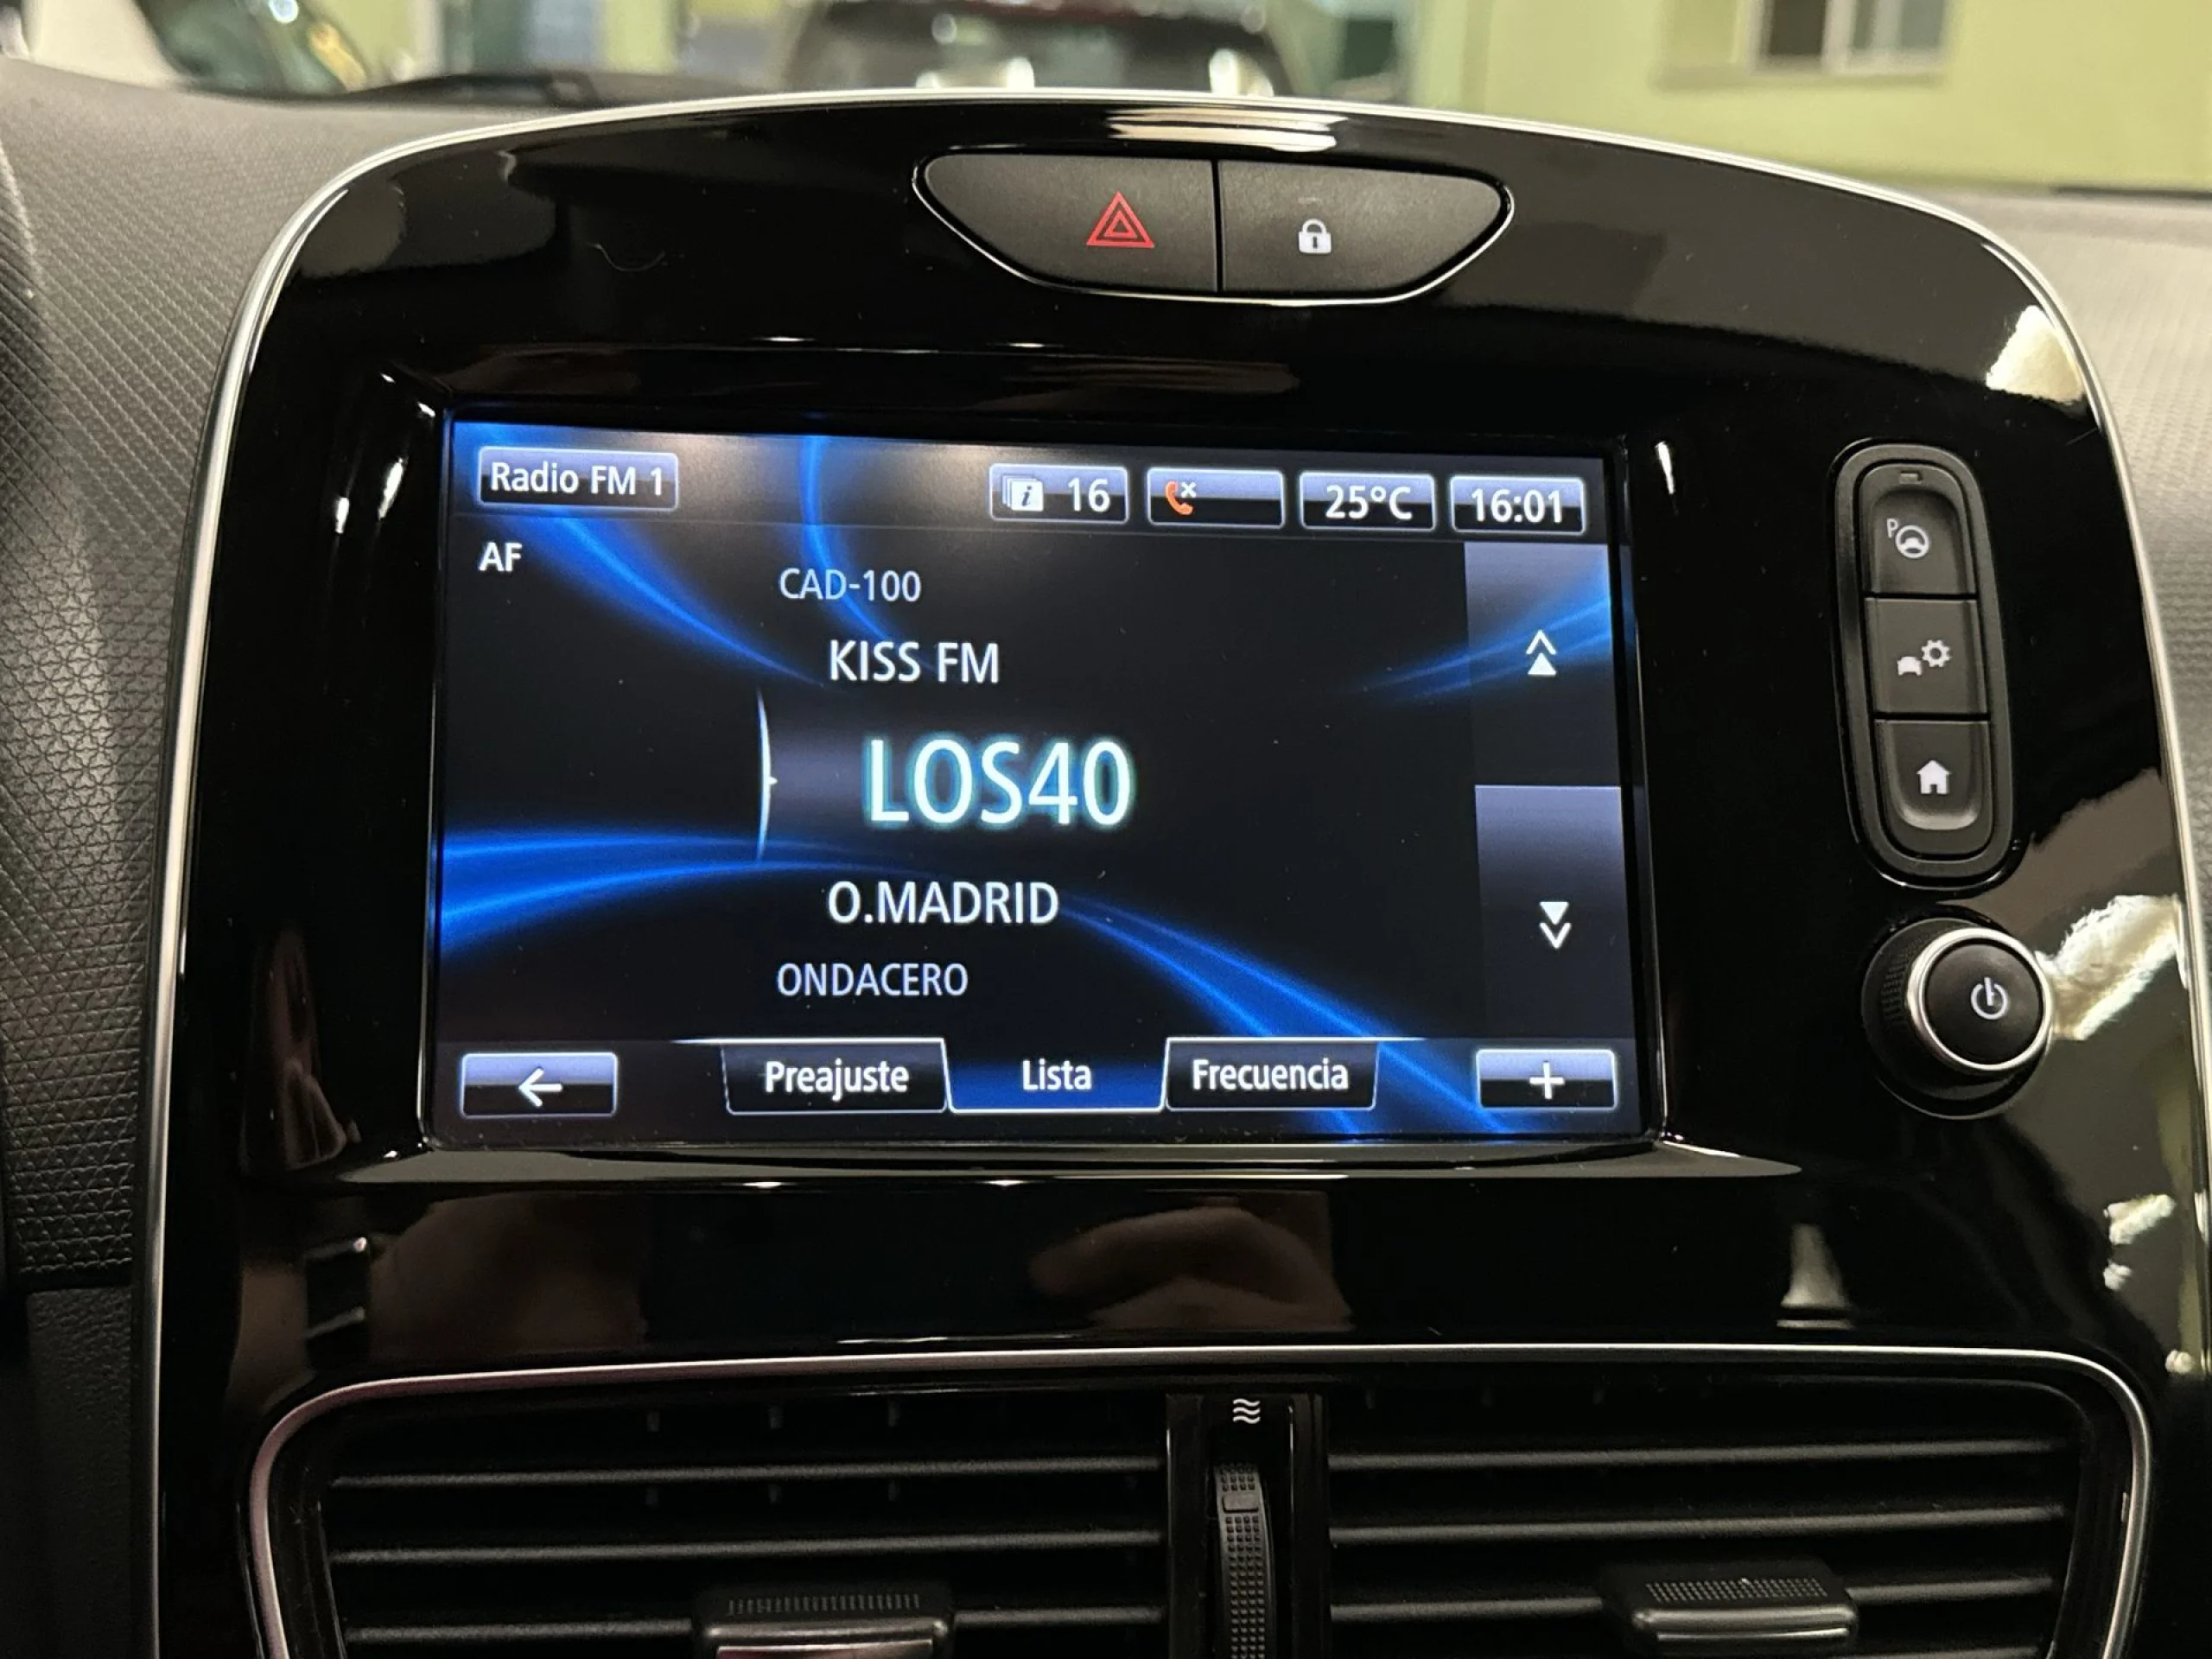 Radio FM 1
16
25°C
16:01
AF
CAD-100
KISS FM
LOS40
O.MADRID
ONDACERO
Preajuste
Lista
Frecuencia
P